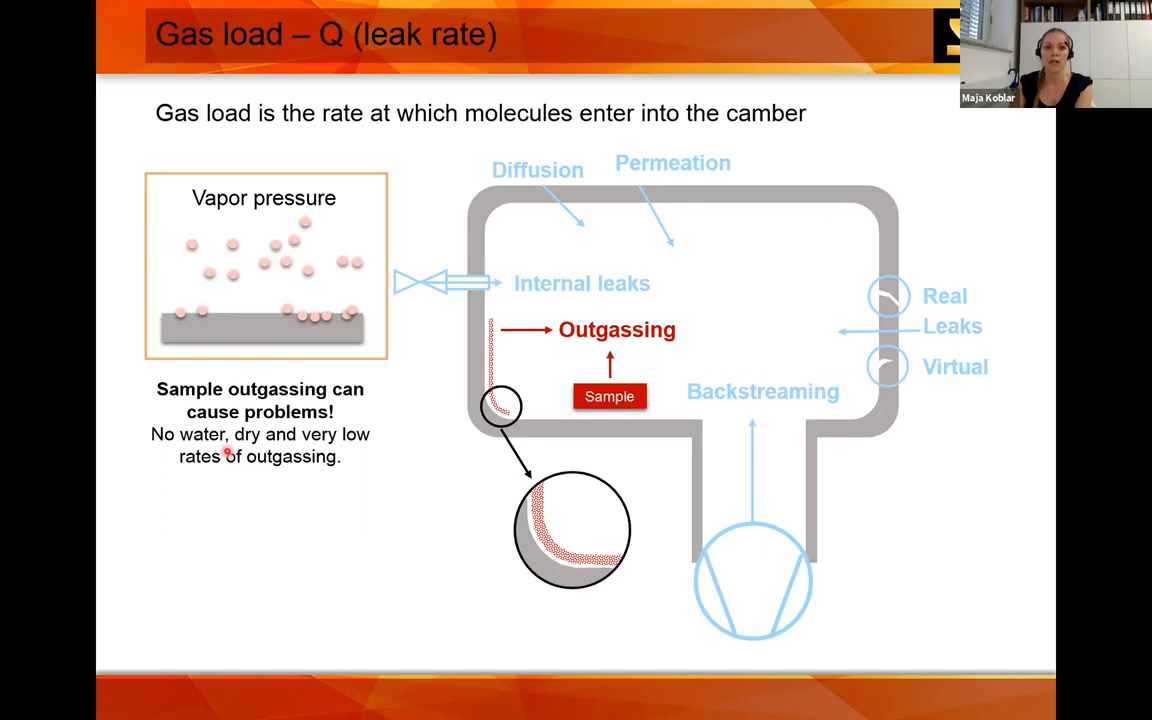 Gas load – Q (leak rate)
Maja Koblar
Gas load is the rate at which molecules enter into the camber
Diffusion
Permeation
Vapor pressure
Internal leaks
Real
Leaks
Virtual
Outgassing
Sample
Backstreaming
Sample outgassing can
cause problems!
No water, dry and very low
rates of outgassing.